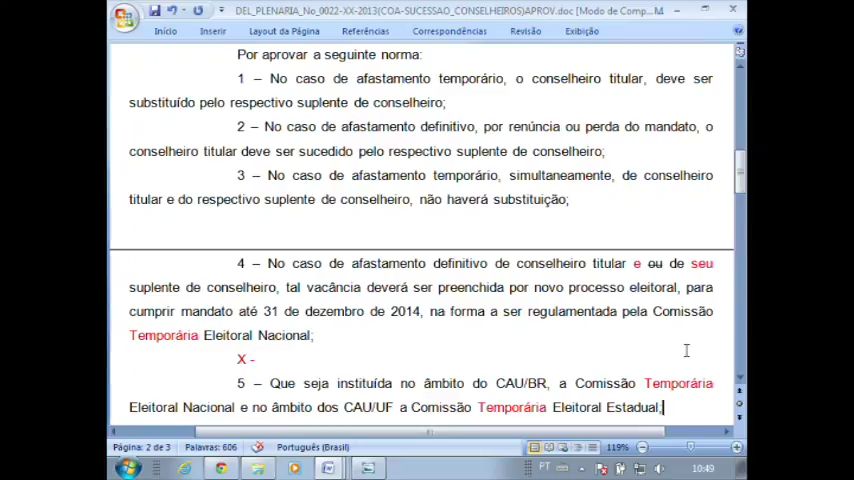 DEL_PLENARIA_No_0022-XX-2013(COA-SUCESSAO_CONSELHEIROS)APROV.doc [Modo de Comp...
Início Inserir Layout da Página Referências Correspondências Revisão Exibição
Por aprovar a seguinte norma:
1 – No caso de afastamento temporário, o conselheiro titular, deve ser
substituído pelo respectivo suplente de conselheiro;
2 – No caso de afastamento definitivo, por renúncia ou perda do mandato, o
conselheiro titular deve ser sucedido pelo respectivo suplente de conselheiro;
3 – No caso de afastamento temporário, simultaneamente, de conselheiro
titular e do respectivo suplente de conselheiro, não haverá substituição;
4 – No caso de afastamento definitivo de conselheiro titular e ou de seu
suplente de conselheiro, tal vacância deverá ser preenchida por novo processo eleitoral, para
cumprir mandato até 31 de dezembro de 2014, na forma a ser regulamentada pela Comissão
Temporária Eleitoral Nacional;
X -
5 – Que seja instituída no âmbito do CAU/BR, a Comissão Temporária
Eleitoral Nacional e no âmbito dos CAU/UF a Comissão Temporária Eleitoral Estadual;
Página: 2 de 3 Palavras: 606 Português (Brasil) 119%
PT 10:49